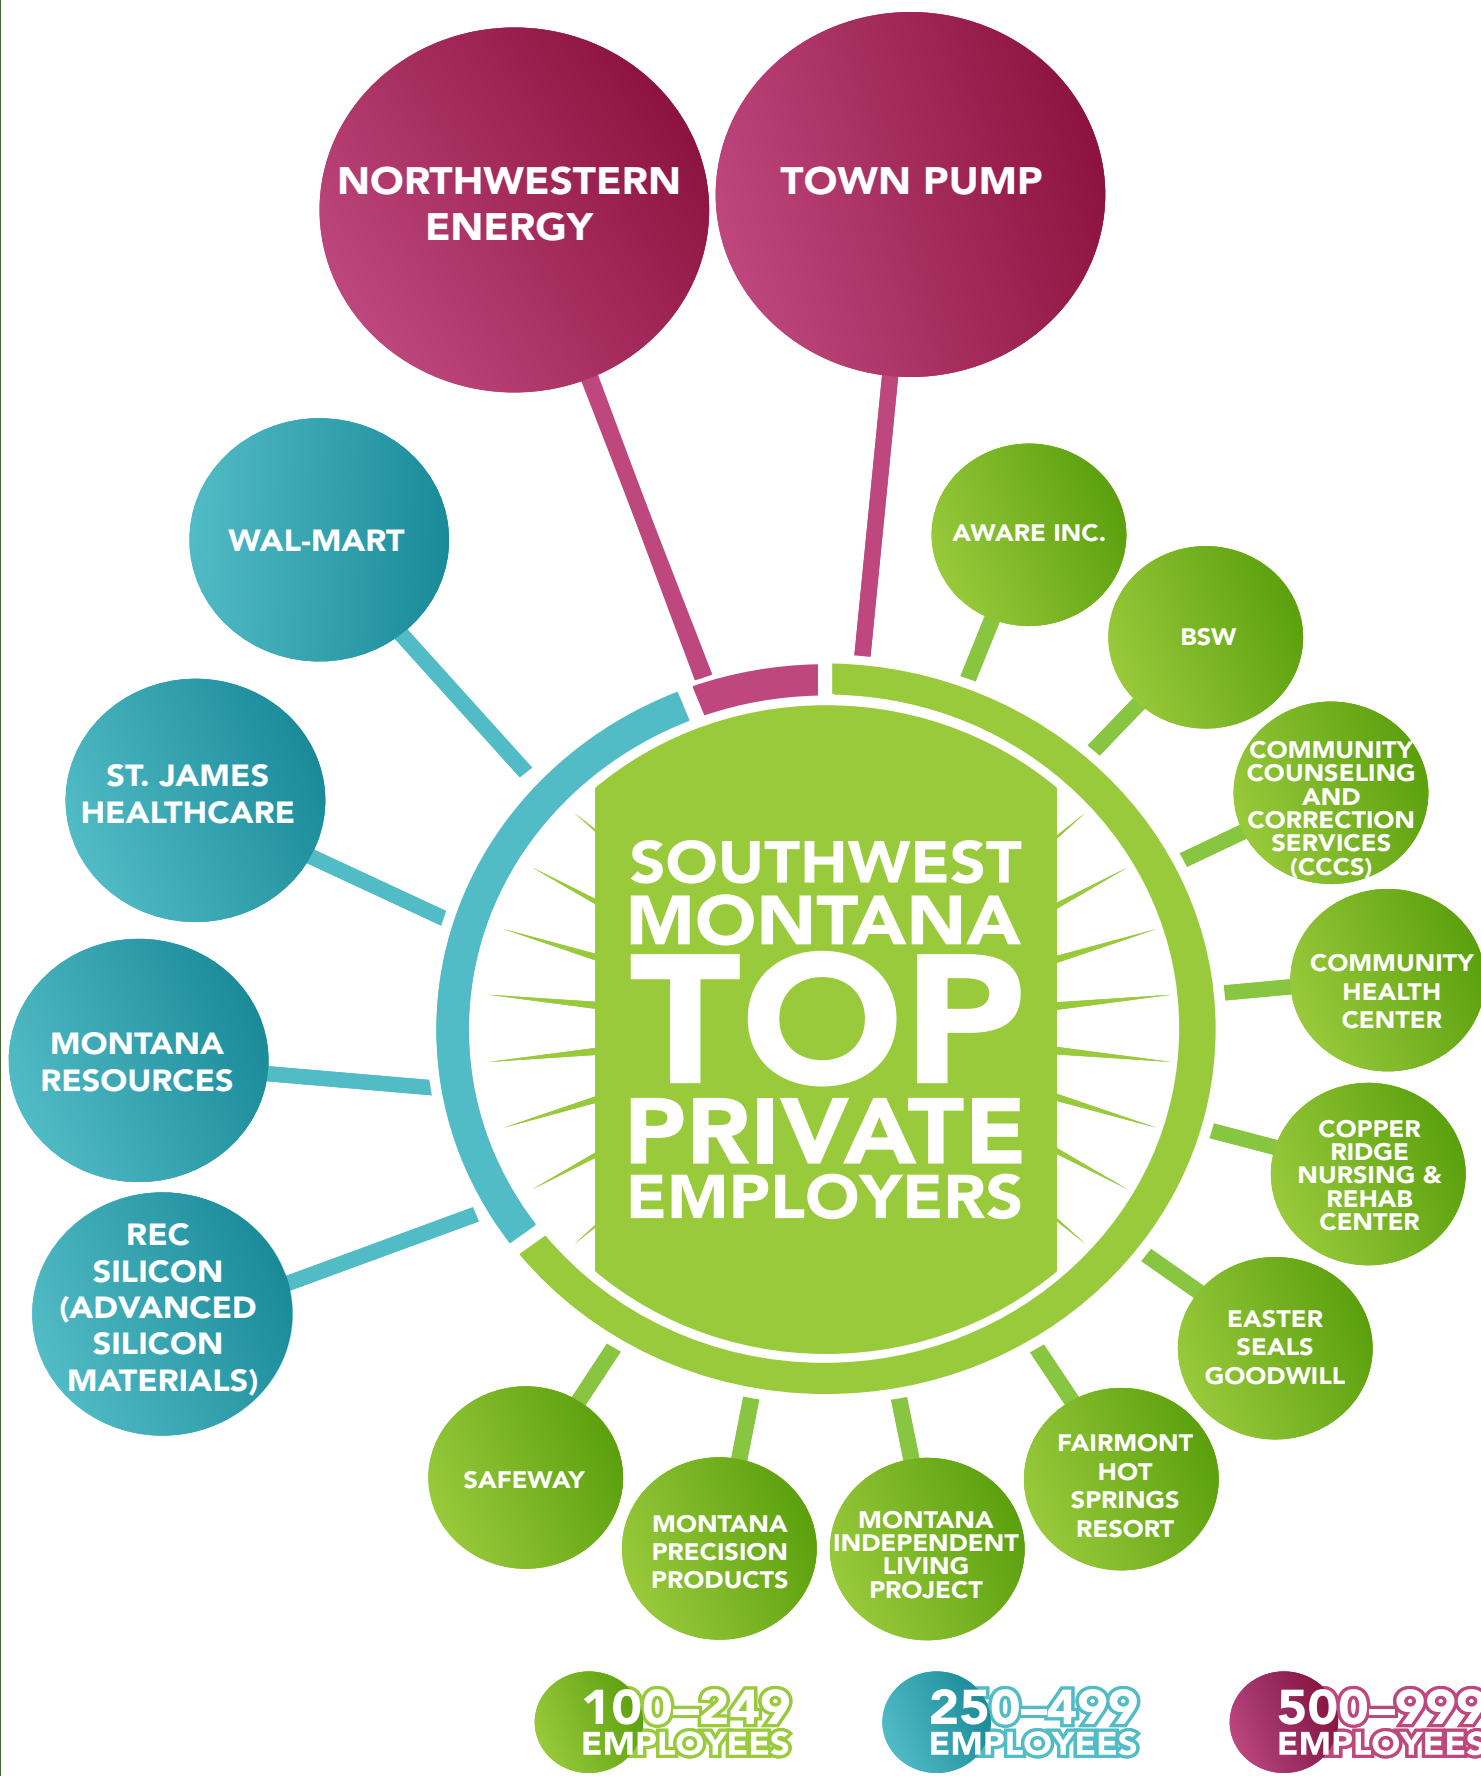 NORTHWESTERN
ENERGY
TOWN PUMP
WAL-MART
AWARE INC.
BSW
ST. JAMES
HEALTHCARE
COMMUNITY
COUNSELING
AND
CORRECTION
SERVICES
(CCCS)
SOUTHWEST
MONTANA
TOP
PRIVATE
EMPLOYERS
COMMUNITY
HEALTH
CENTER
MONTANA
RESOURCES
COPPER
RIDGE
NURSING &
REHAB
CENTER
REC
SILICON
(ADVANCED
SILICON
MATERIALS)
EASTER
SEALS
GOODWILL
FAIRMONT
HOT
SPRINGS
RESORT
SAFEWAY
MONTANA
PRECISION
PRODUCTS
MONTANA
INDEPENDENT
LIVING
PROJECT
100–249
EMPLOYEES
250–499
EMPLOYEES
500–999
EMPLOYEES